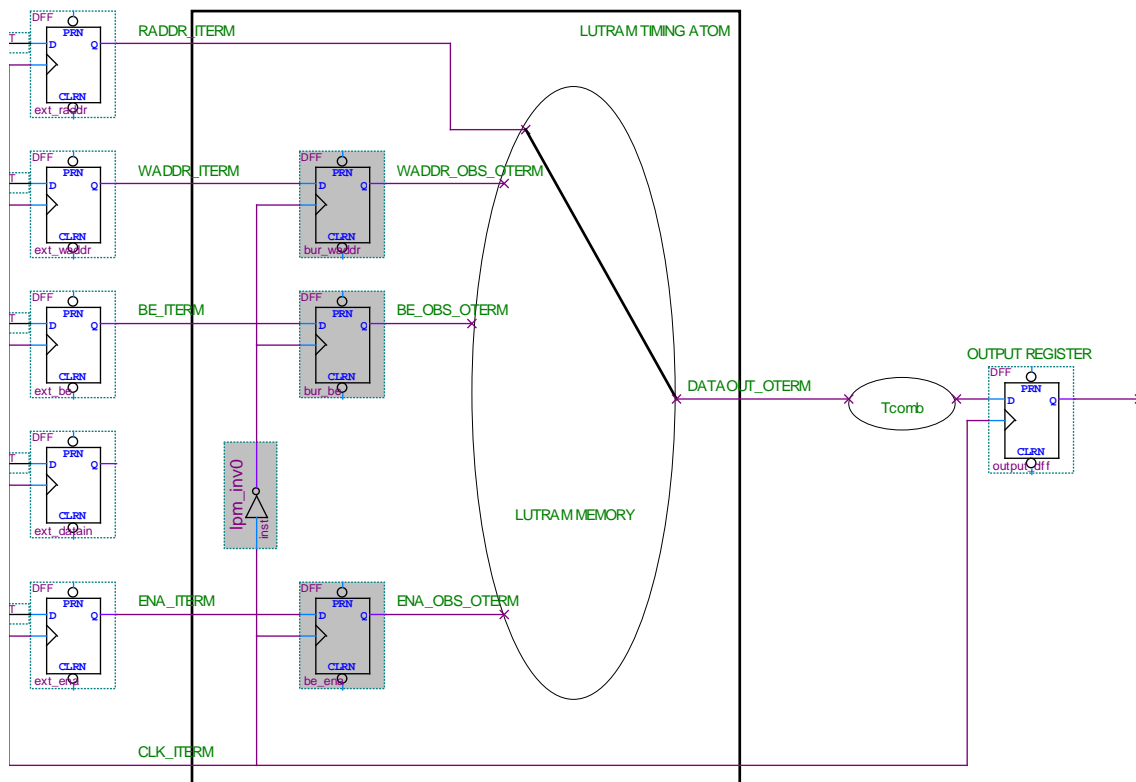 DFF
RADDR_ITERM
LUTRAM TIMING ATOM
T
PRN
D Q
CLRN
ext_raddr
DFF
WADDR_ITERM
DFF
WADDR_OBS_OTERM
T
PRN
D Q
CLRN
ext_waddr
PRN
D Q
CLRN
bur_waddr
DFF
BE_ITERM
DFF
BE_OBS_OTERM
T
PRN
D Q
CLRN
ext_be
PRN
D Q
CLRN
bur_be
OUTPUT REGISTER
DFF
DATAOUT_OTERM
Tcomb
PRN
D Q
CLRN
output_dff
DFF
T
PRN
D Q
CLRN
ext_datain
lpm_inv0
inst
LUTRAM MEMORY
DFF
ENA_ITERM
DFF
ENA_OBS_OTERM
T
PRN
D Q
CLRN
ext_ena
PRN
D Q
CLRN
be_ena
CLK_ITERM